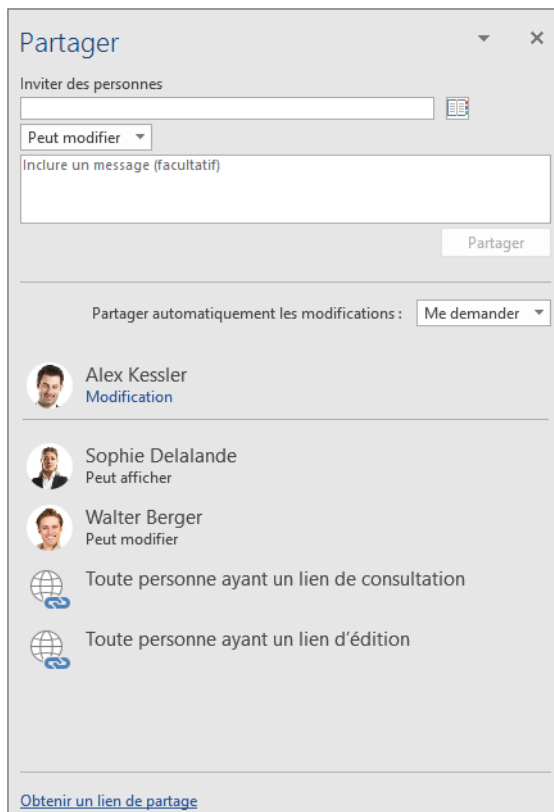 Partager
Inviter des personnes
Peut modifier
Inclure un message (facultatif)
Partager
Partager automatiquement les modifications : Me demander
Alex Kessler
Modification
Sophie Delalande
Peut afficher
Walter Berger
Peut modifier
Toute personne ayant un lien de consultation
Toute personne ayant un lien d’édition
Obtenir un lien de partage